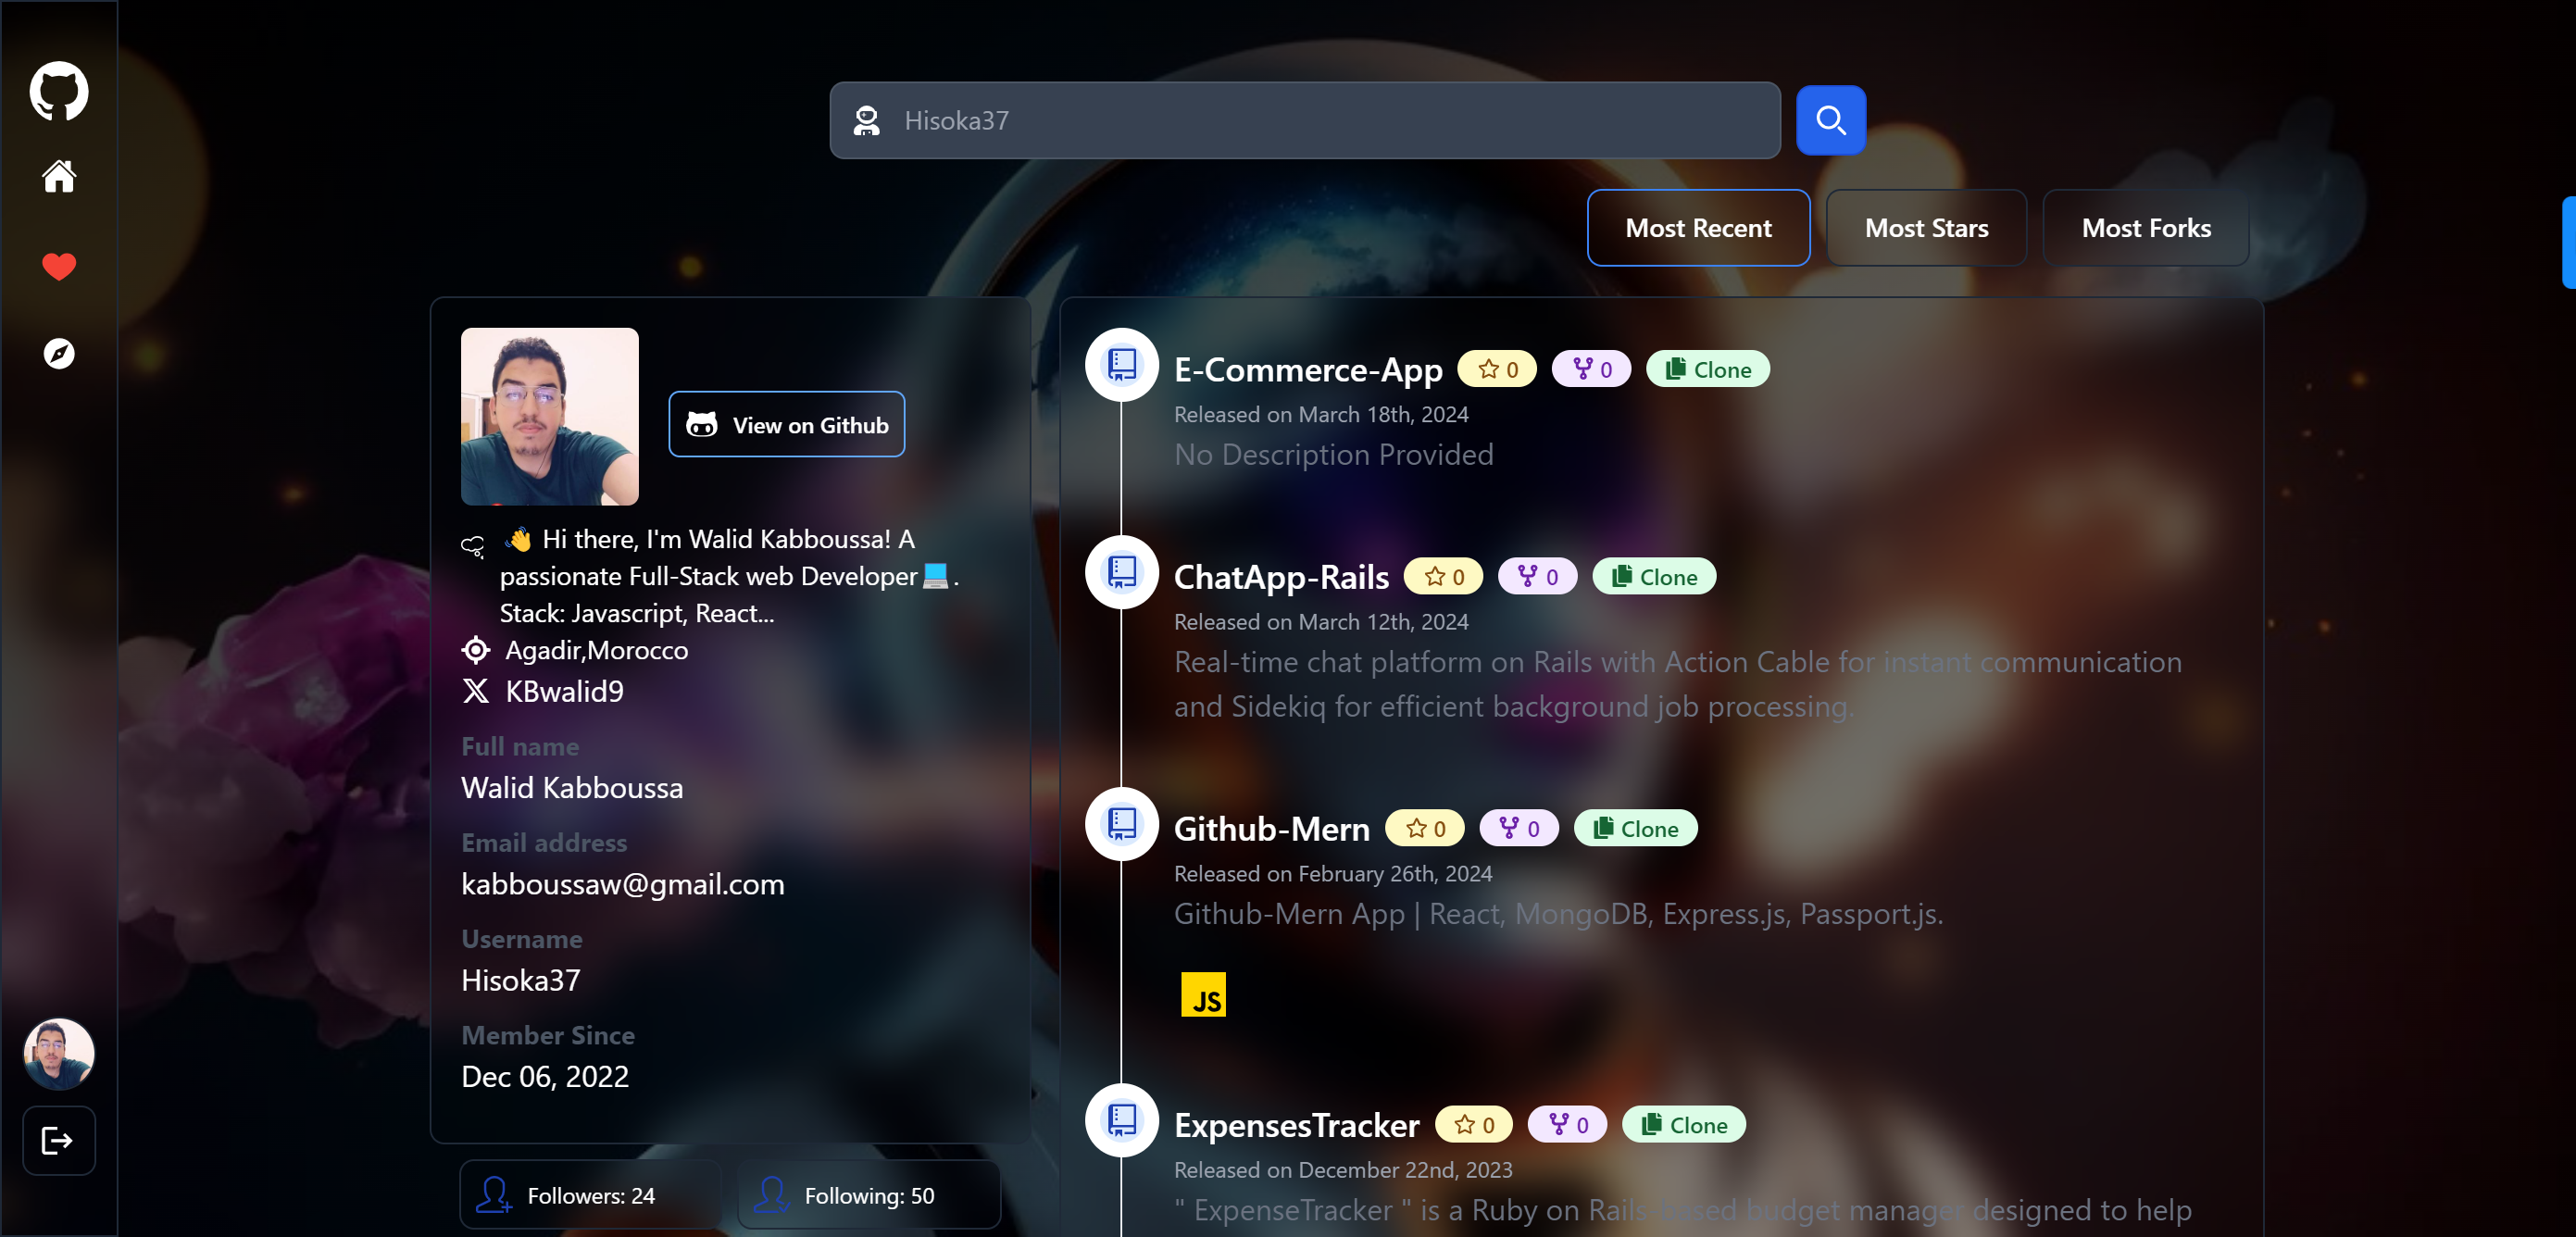 Hisoka37
Most Recent
Most Stars
Most Forks
View on Github
👋 Hi there, I'm Walid Kabboussa! A
passionate Full-Stack web Developer💻.
Stack: Javascript, React...
Agadir,Morocco
KBwalid9
Full name
Walid Kabboussa
Email address
kabboussaw@gmail.com
Username
Hisoka37
Member Since
Dec 06, 2022
Followers: 24
Following: 50
E-Commerce-App 0 0 Clone
Released on March 18th, 2024
No Description Provided
ChatApp-Rails 0 0 Clone
Released on March 12th, 2024
Real-time chat platform on Rails with Action Cable for instant communication
and Sidekiq for efficient background job processing.
Github-Mern 0 0 Clone
Released on February 26th, 2024
Github-Mern App | React, MongoDB, Express.js, Passport.js.
JS
ExpensesTracker 0 0 Clone
Released on December 22nd, 2023
" ExpenseTracker " is a Ruby on Rails-based budget manager designed to help